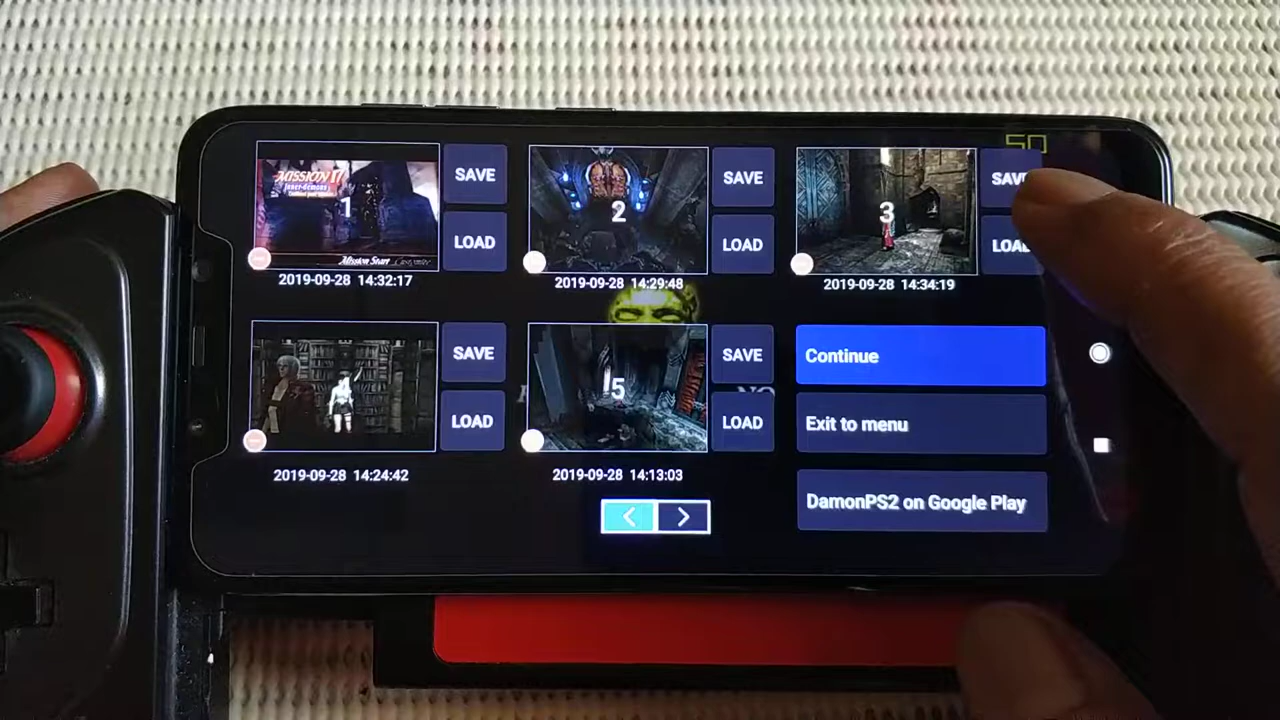 50
MISSION 17
Inner-demons
1
Mission Start
SAVE
LOAD
2019-09-28 14:32:17
2
SAVE
LOAD
2019-09-28 14:29:48
3
SAVE
LOAD
2019-09-28 14:34:19
SAVE
LOAD
2019-09-28 14:24:42
5
SAVE
LOAD
2019-09-28 14:13:03
NO
Continue
Exit to menu
DamonPS2 on Google Play
< >